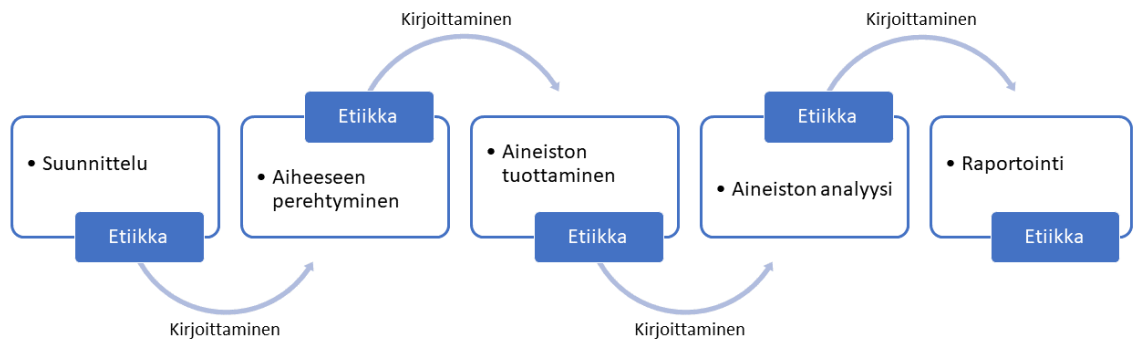 Kirjoittaminen
Kirjoittaminen
Etiikka
Etiikka
• Suunnittelu
• Aiheeseen
perehtyminen
• Aineiston
tuottaminen
• Aineiston analyysi
• Raportointi
Etiikka
Etiikka
Etiikka
Kirjoittaminen
Kirjoittaminen